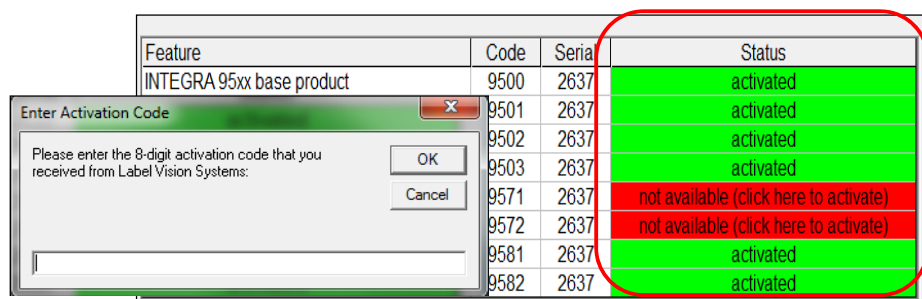 Feature Code Serial Status
INTEGRA 95xx base product 9500 2637 activated
9501 2637 activated
9502 2637 activated
9503 2637 activated
9571 2637 not available (click here to activate)
9572 2637 not available (click here to activate)
9581 2637 activated
9582 2637 activated
Enter Activation Code
Please enter the 8-digit activation code that you
received from Label Vision Systems:
OK
Cancel